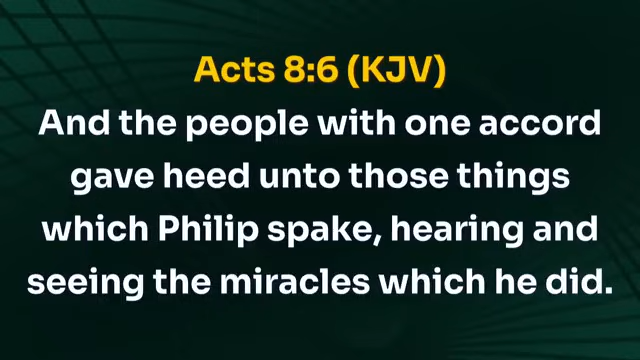 Acts 8:6 (KJV)
And the people with one accord
gave heed unto those things
which Philip spake, hearing and
seeing the miracles which he did.